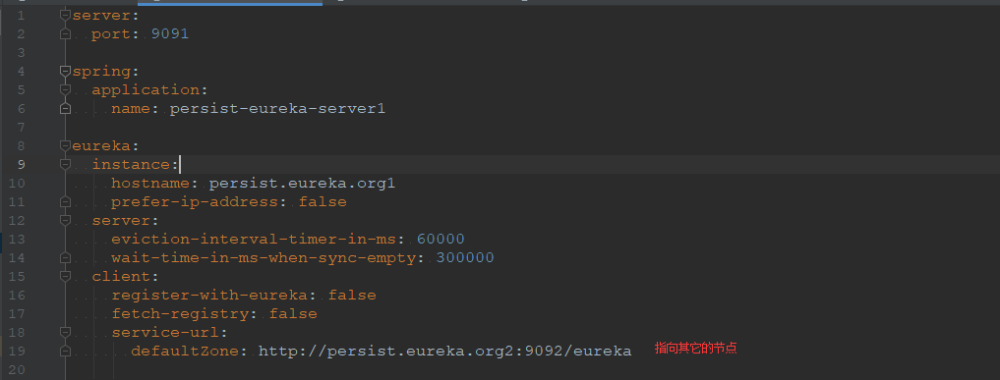 1 server:
2 port: 9091
3
4 spring:
5 application:
6 name: persist-eureka-server1
7
8 eureka:
9 instance:
10 hostname: persist.eureka.org1
11 prefer-ip-address: false
12 server:
13 eviction-interval-timer-in-ms: 60000
14 wait-time-in-ms-when-sync-empty: 300000
15 client:
16 register-with-eureka: false
17 fetch-registry: false
18 service-url:
19 defaultZone: http://persist.eureka.org2:9092/eureka 指向其它的节点
20